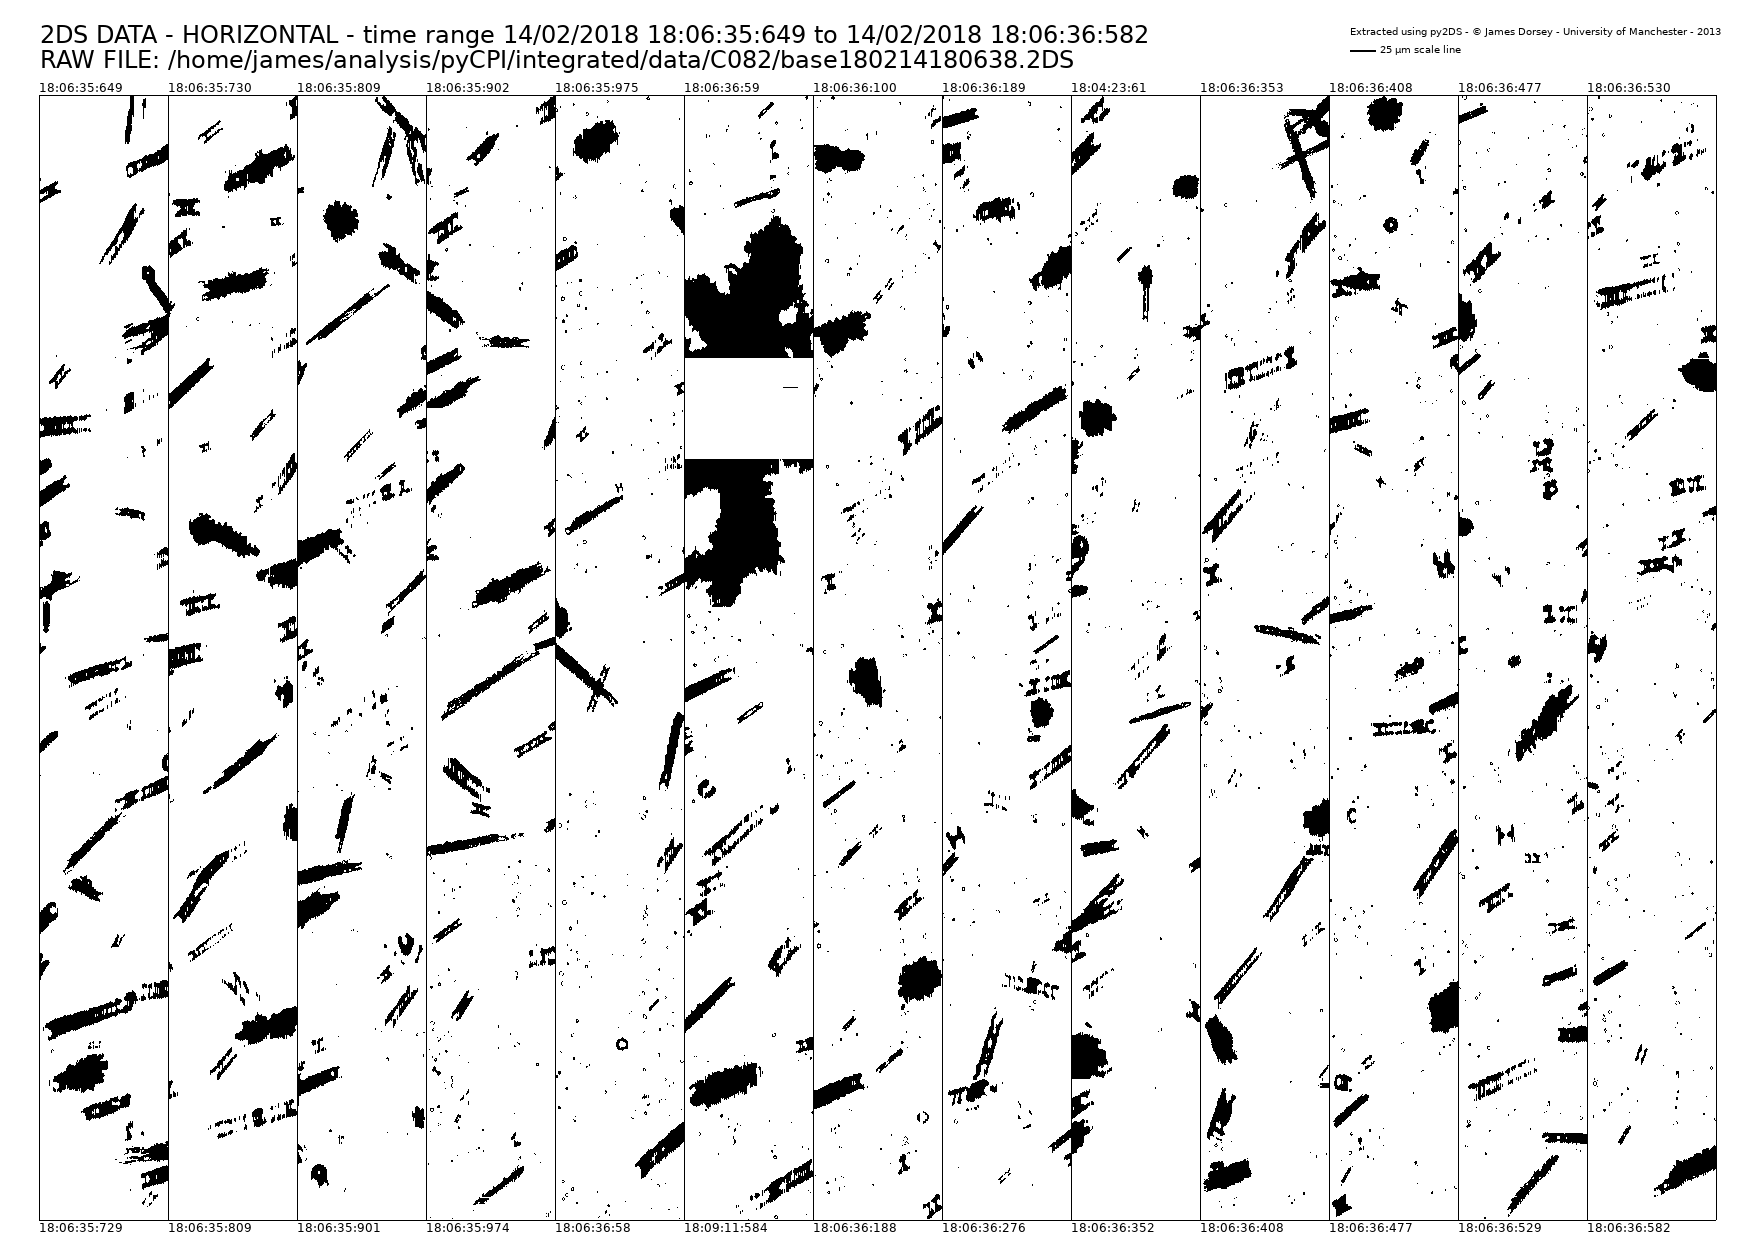 2DS DATA - HORIZONTAL - time range 14/02/2018 18:06:35:649 to 14/02/2018 18:06:36:582
RAW FILE: /home/james/analysis/pyCPI/integrated/data/C082/base180214180638.2DS
Extracted using py2DS - © James Dorsey - University of Manchester - 2013
25 µm scale line
18:06:35:649 18:06:35:730 18:06:35:809 18:06:35:902 18:06:35:975 18:06:36:59 18:06:36:100 18:06:36:189 18:04:23:61 18:06:36:353 18:06:36:408 18:06:36:477 18:06:36:530
18:06:35:729 18:06:35:809 18:06:35:901 18:06:35:974 18:06:36:58 18:09:11:584 18:06:36:188 18:06:36:276 18:06:36:352 18:06:36:408 18:06:36:477 18:06:36:529 18:06:36:582